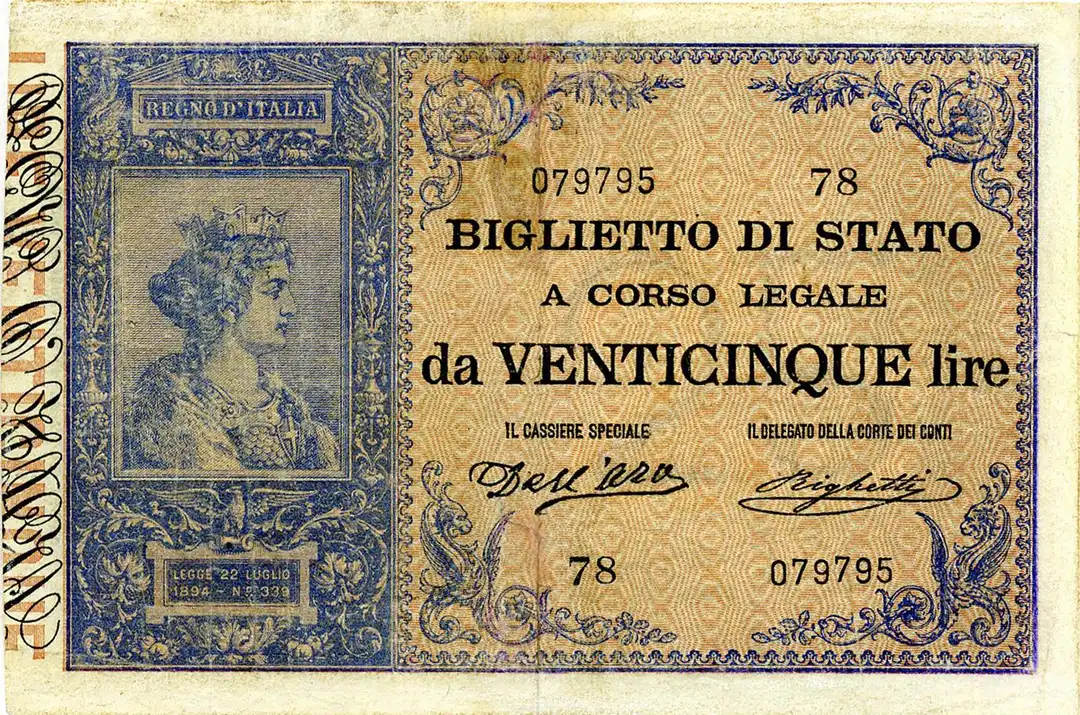 REGNO D'ITALIA
079795 78
BIGLIETTO DI STATO
A CORSO LEGALE
da VENTICINQUE lire
IL CASSIERE SPECIALE IL DELEGATO DELLA CORTE DEI CONTI
Dell'Ara Righetti
78 079795
LEGGE 22 LUGLIO
1894 - No. 339